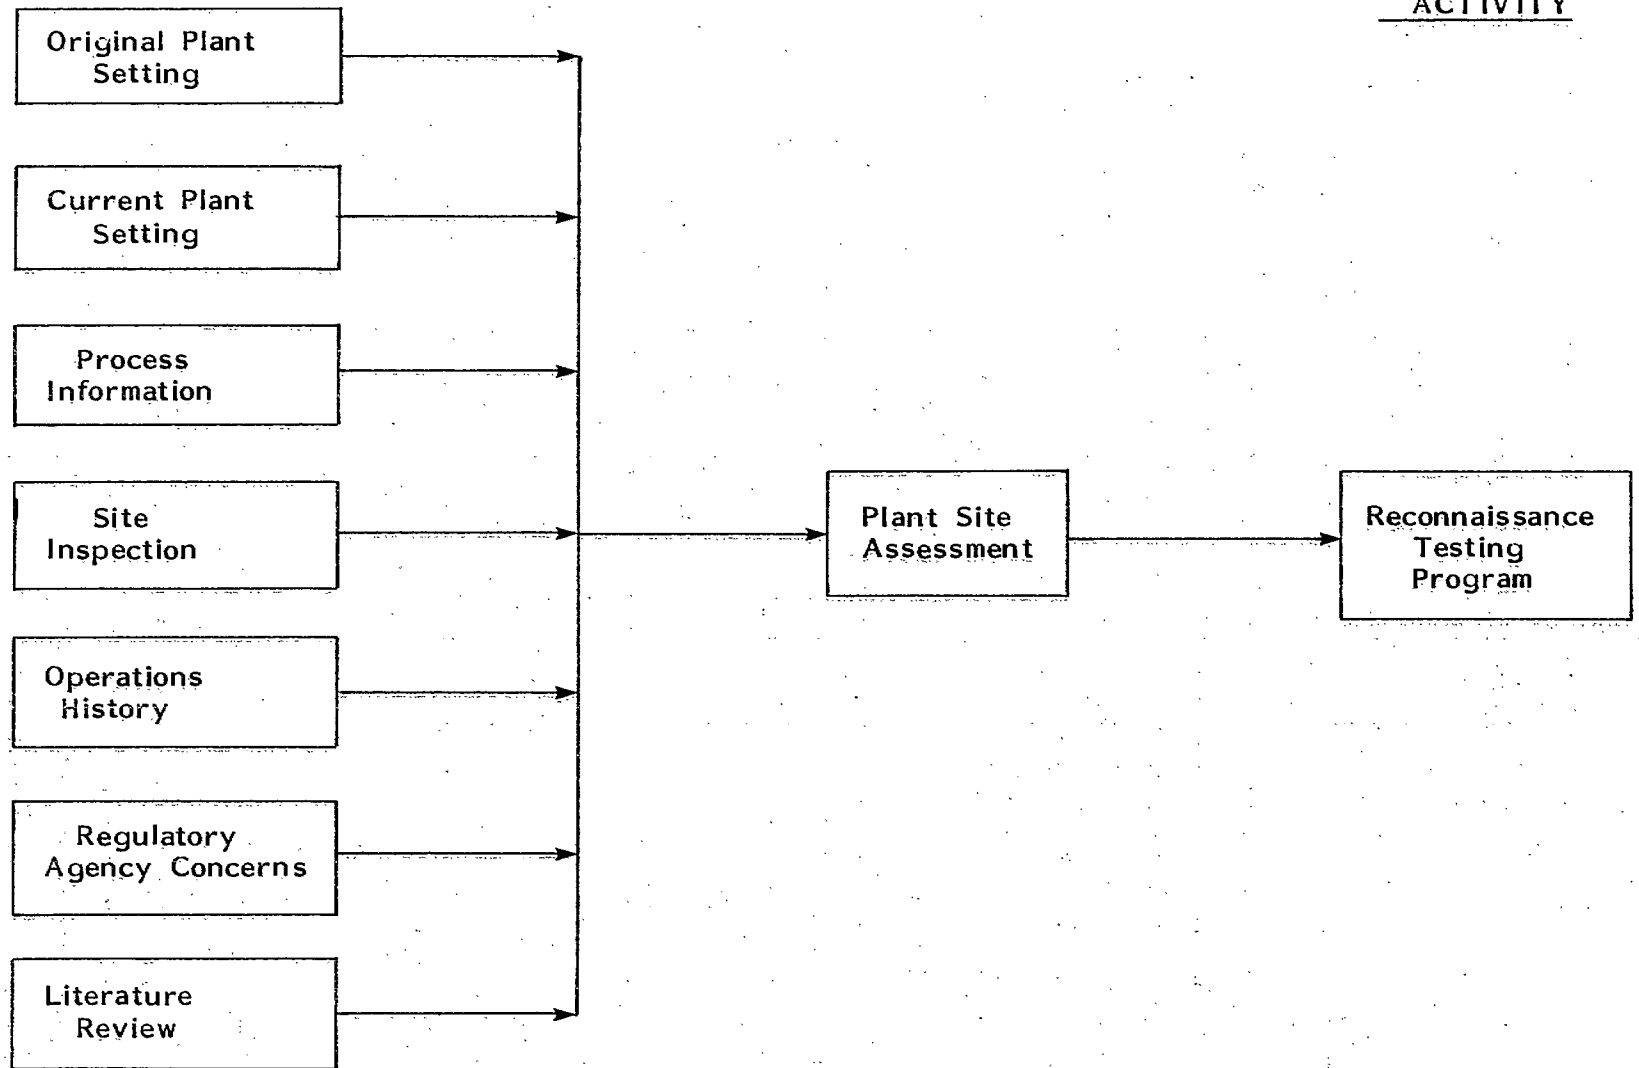 ACTIVITY
Original Plant
Setting
Current Plant
Setting
Process
Information
Site
Inspection
Plant Site
Assessment
Reconnaissance
Testing
Program
Operations
History
Regulatory
Agency Concerns
Literature
Review